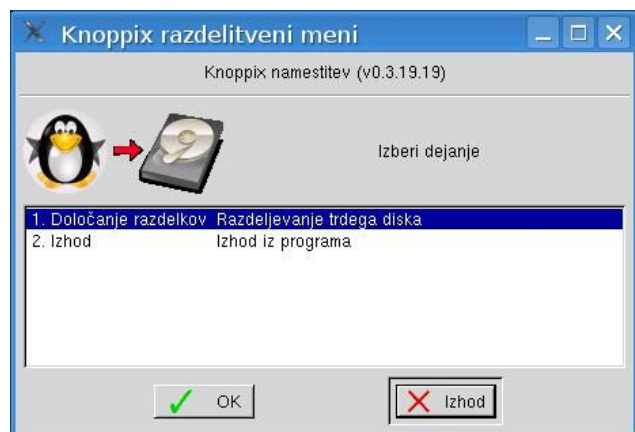 Knoppix razdelitveni meni
Knoppix namestitev (v0.3.19.19)
Izberi dejanje
1. Določanje razdelkov Razdeljevanje trdega diska
2. Izhod Izhod iz programa
OK Izhod